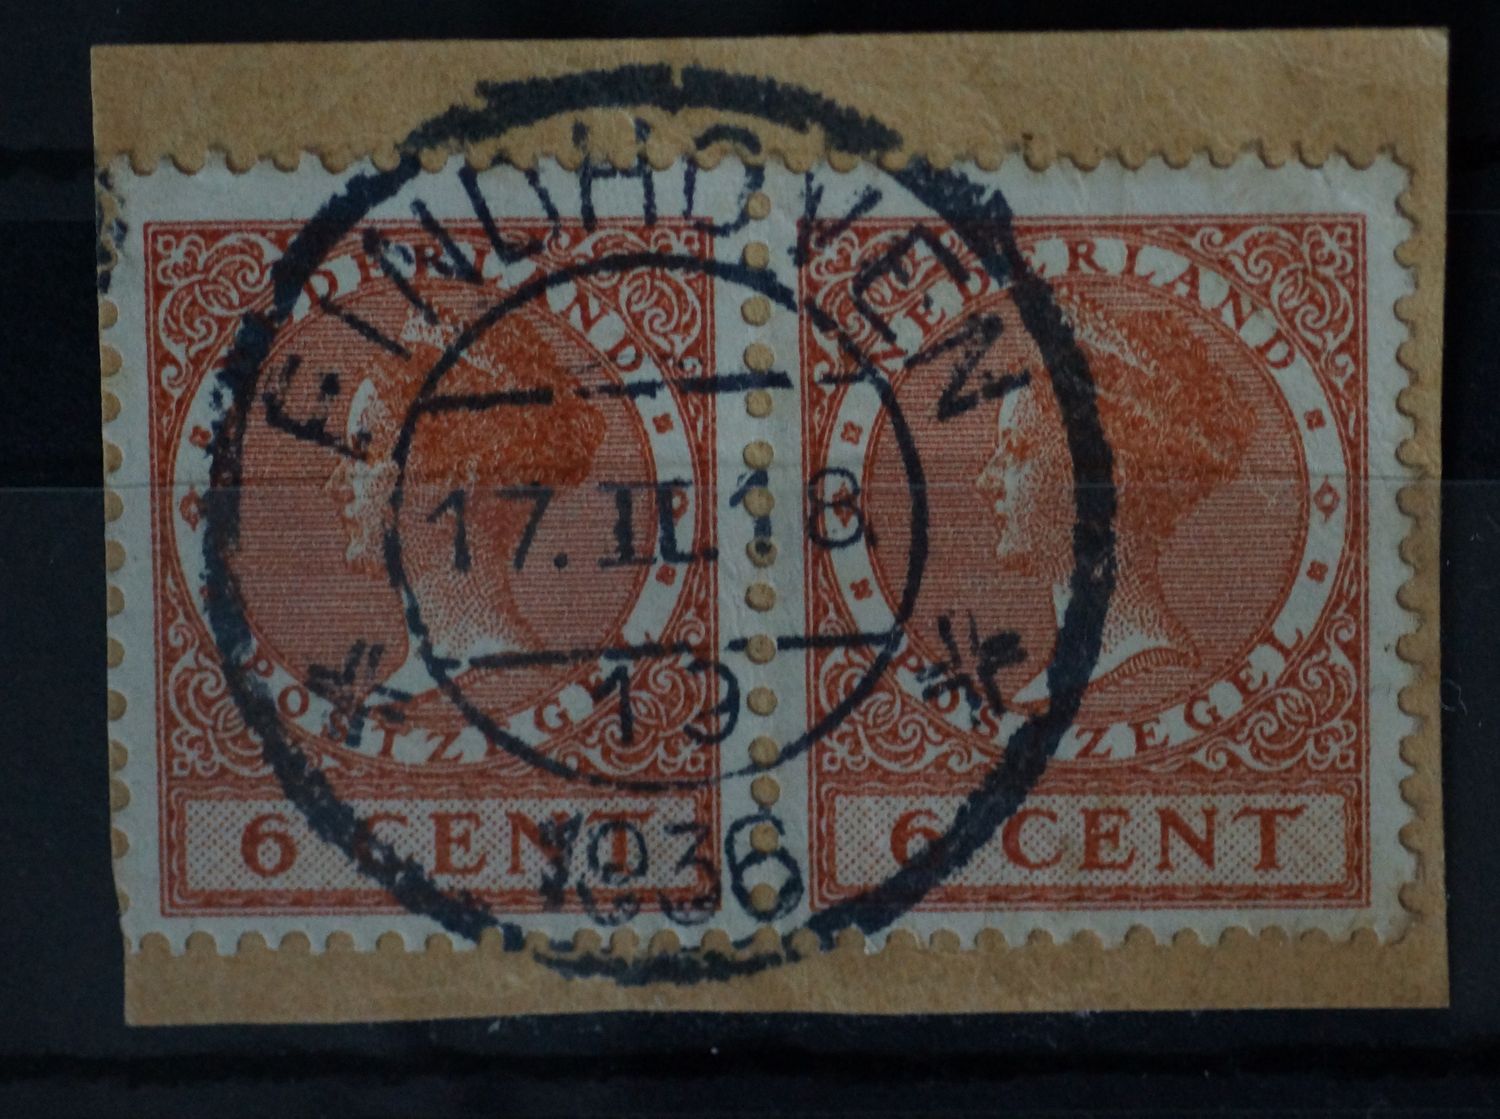 EINDHOVEN
17.II.18
19
1936
NEDERLAND
POSTZEGEL
6 CENT
NEDERLAND
POSTZEGEL
6 CENT